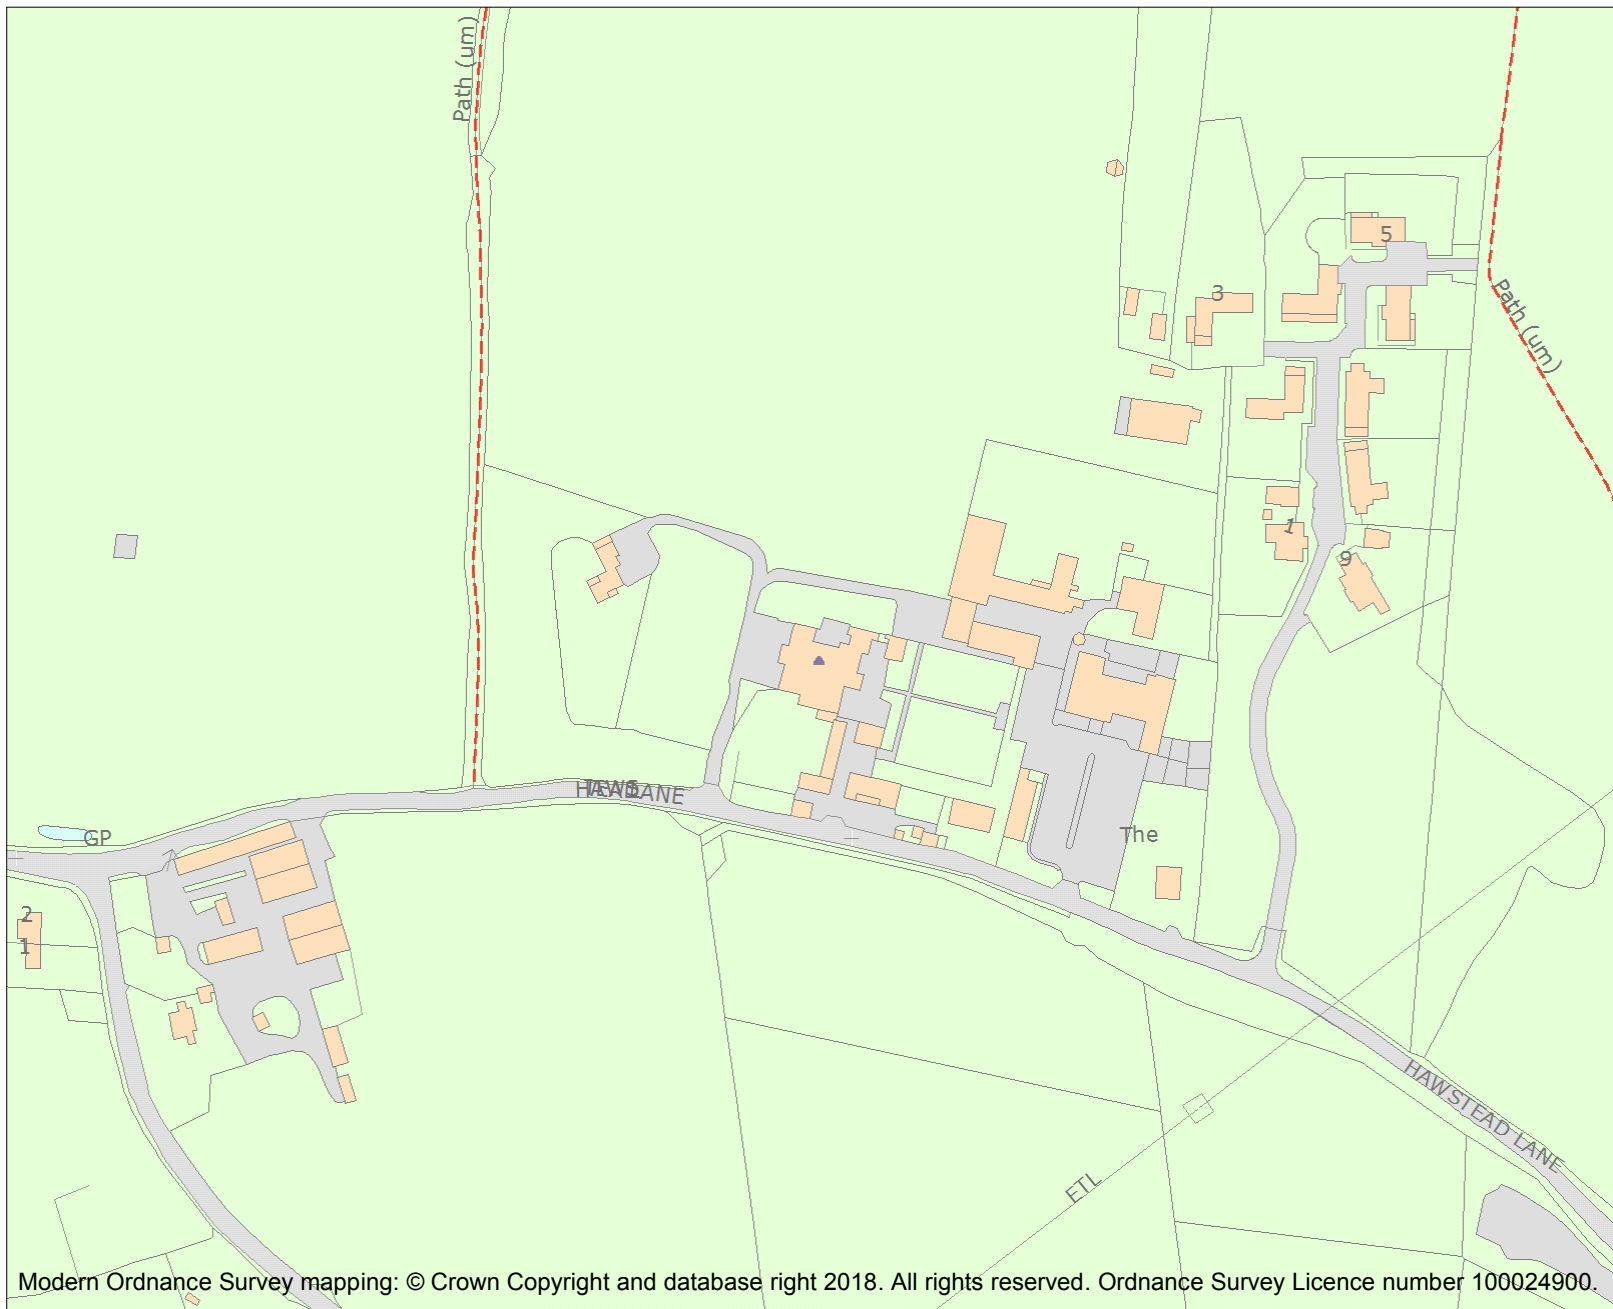 Path (um)
5
3
Path (um)
1
9
HAWSTEAD LANE
The
GP
2
1
HAWSTEAD LANE
ETL
Modern Ordnance Survey mapping: © Crown Copyright and database right 2018. All rights reserved. Ordnance Survey Licence number 100024900.